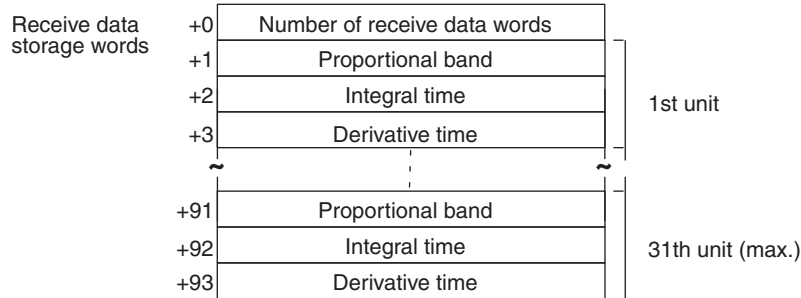 Receive data
storage words
+0 Number of receive data words
+1 Proportional band
+2 Integral time
+3 Derivative time
1st unit
~ ~
+91 Proportional band
+92 Integral time
+93 Derivative time
31th unit (max.)